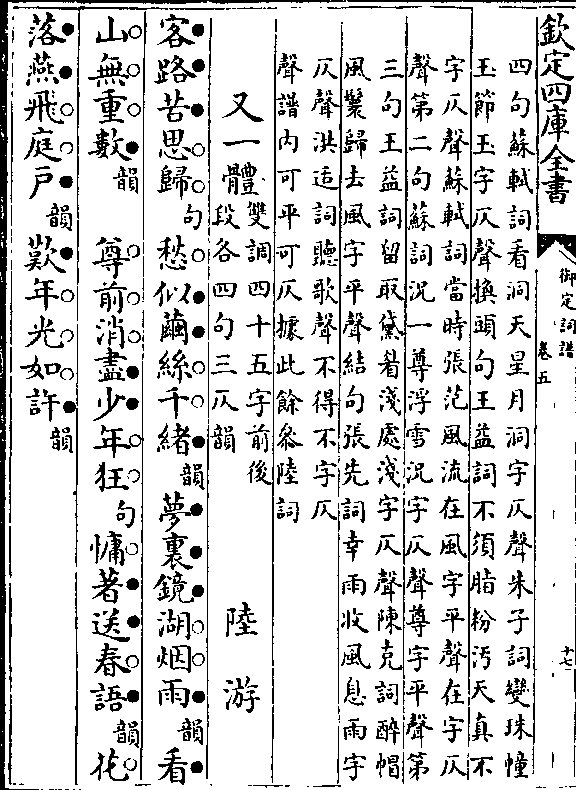 欽定四庫全書
御定詞譜
卷五
十七
四句蘇軾詞看洞天星月洞字仄聲朱子詞變珠幢
玉節玉字仄聲換頭句王益詞不須脂粉汚天真不
字仄聲蘇軾詞當時張范風流在風字平聲在字仄
聲第二句蘇詞況一尊浮雪況字仄聲尊字平聲第
三句王益詞留取黛眉淺處淺字仄聲陳克詞醉帽
風鬟歸去風字平聲結句張先詞幸雨收風息雨字
仄聲洪适詞聽歌聲不得不字仄
聲譜内可平可仄據此餘叅陸詞
又一體 雙調四十五字前後
段各四句三仄韻 陸游
客路苦思歸句愁似繭絲千緒韻夢裏鏡湖烟雨韻看
山無重數韻 尊前消盡少年狂句慵著送春語韻花
落燕飛庭戶韻歎年光如許韻